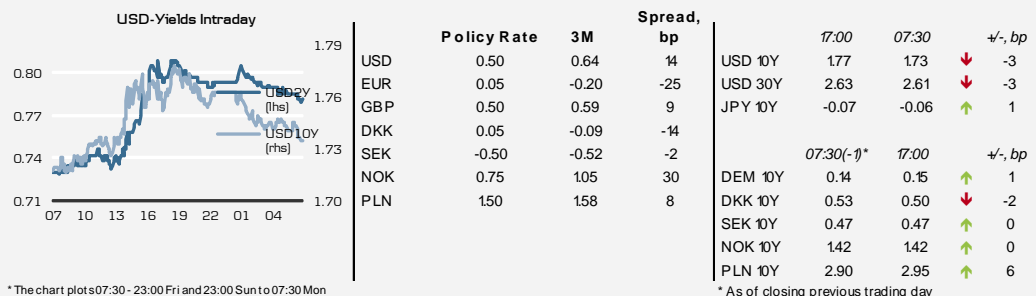 USD-Yields Intraday
1.79
0.80
1.76
0.77
1.73
0.74
0.71
1.70
USD2Y
(lhs)
USD10Y
(rhs)
07 10 13 16 19 22 01 04
* The chart plots 07:30 - 23:00 Fri and 23:00 Sun to 07:30 Mon
Policy Rate 3M Spread, bp
USD 0.50 0.64 14
EUR 0.05 -0.20 -25
GBP 0.50 0.59 9
DKK 0.05 -0.09 -14
SEK -0.50 -0.52 -2
NOK 0.75 1.05 30
PLN 1.50 1.58 8
17:00 07:30 +/-, bp
USD 10Y 1.77 1.73 ↓ -3
USD 30Y 2.63 2.61 ↓ -3
JPY 10Y -0.07 -0.06 ↑ 1
07:30(-1)* 17:00 +/-, bp
DEM 10Y 0.14 0.15 ↑ 1
DKK 10Y 0.53 0.50 ↓ -2
SEK 10Y 0.47 0.47 ↑ 0
NOK 10Y 1.42 1.42 ↑ 0
PLN 10Y 2.90 2.95 ↑ 6
* As of closing previous trading day